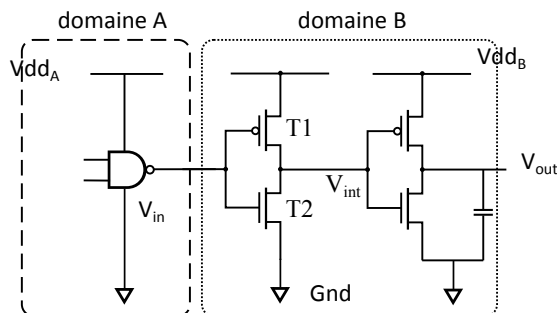 domaine A
domaine B
Vdd_A
Vdd_B
T1
V_out
V_int
V_in
T2
Gnd